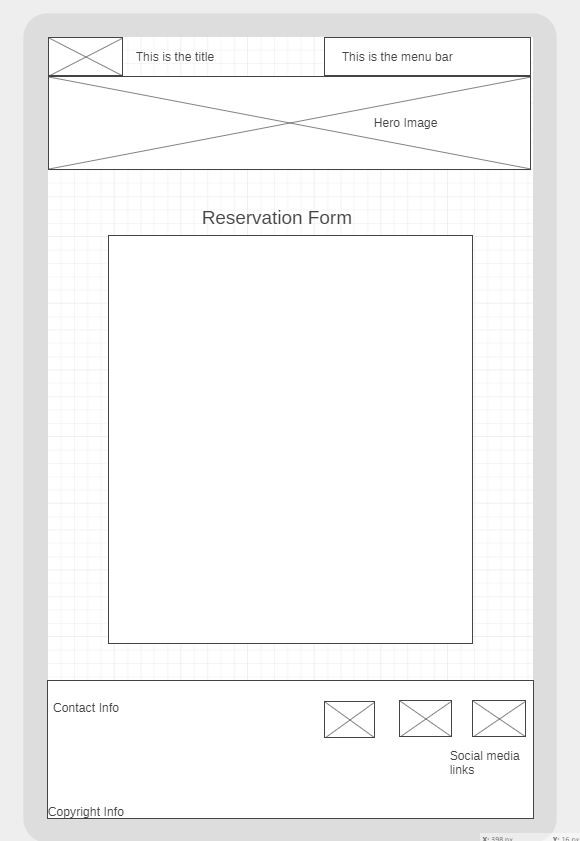 This is the title
This is the menu bar
Hero Image
Reservation Form
Contact Info
Social media
links
Copyright Info
X: 398 px
Y: 16 px